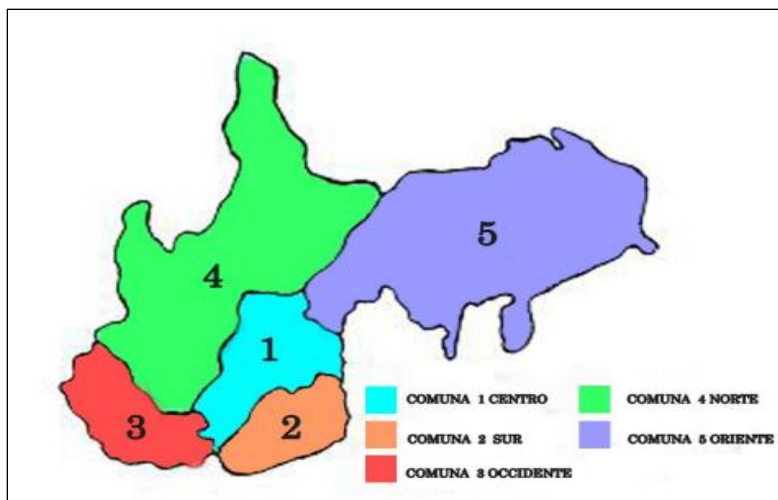 5
4
1
3
2
COMUNA 1 CENTRO
COMUNA 4 NORTE
COMUNA 2 SUR
COMUNA 5 ORIENTE
COMUNA 3 OCCIDENTE